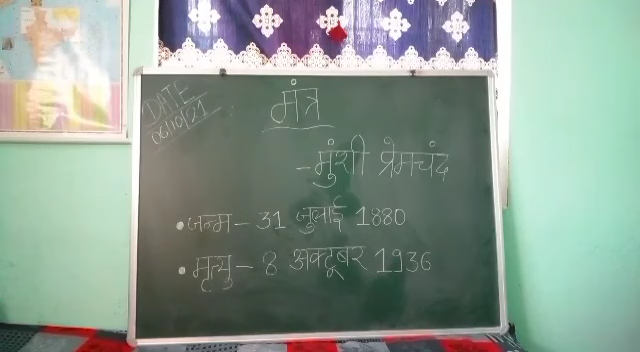 DATE
06/10/21
मंत्र
- मुंशी प्रेमचंद
• जन्म - 31 जुलाई 1880
• मृत्यु - 8 अक्टूबर 1936